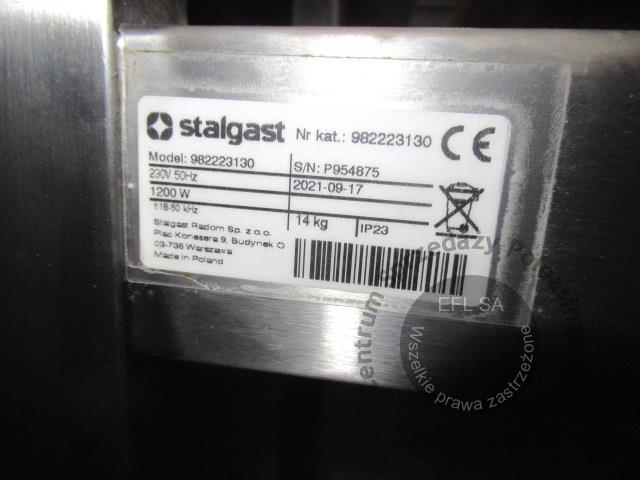 stalgast Nr kat.: 982223130 CE
Model: 982223130 S/N: P954875
230V 50Hz 2021-09-17
1200 W
f:18-50 kHz 14 kg IP23
Stalgast Radom Sp. z o.o.
Plac Konesera 9, Budynek O
03-736 Warszawa
Made in Poland
Centrum Sprzedaży
EFL SA
Wszelkie prawa zastrzeżone